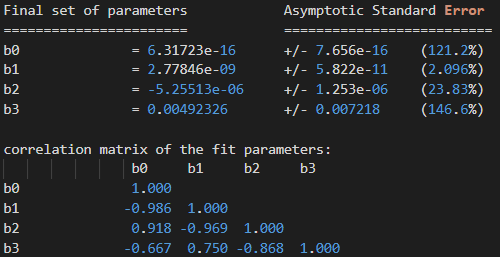 Final set of parameters Asymptotic Standard Error
======================= ==========================
b0 = 6.31723e-16 +/- 7.656e-16 (121.2%)
b1 = 2.77846e-09 +/- 5.822e-11 (2.096%)
b2 = -5.25513e-06 +/- 1.253e-06 (23.83%)
b3 = 0.00492326 +/- 0.007218 (146.6%)
correlation matrix of the fit parameters:
b0 b1 b2 b3
b0 1.000
b1 -0.986 1.000
b2 0.918 -0.969 1.000
b3 -0.667 0.750 -0.868 1.000